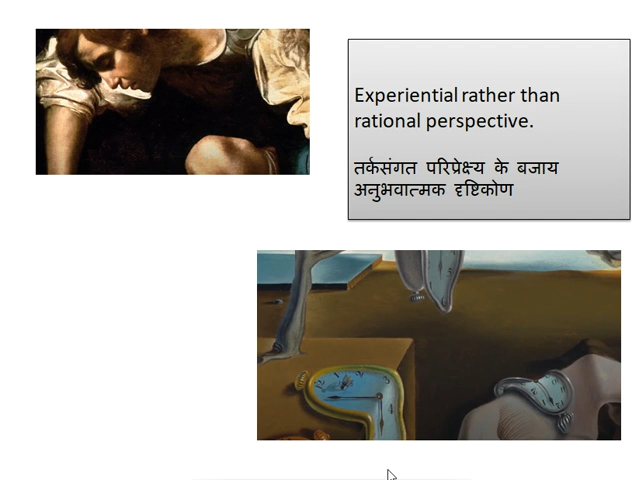 Experiential rather than
rational perspective.
तर्कसंगत परिप्रेक्ष्य के बजाय
अनुभवात्मक दृष्टिकोण